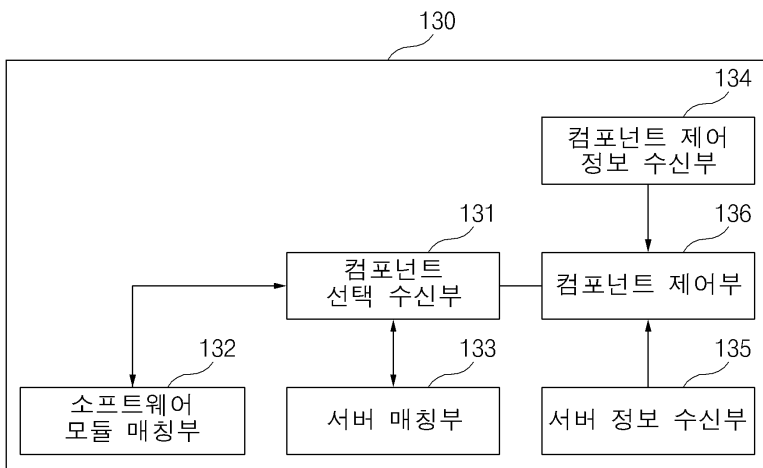 130
134
컴포넌트 제어
정보 수신부
131
136
컴포넌트
선택 수신부
컴포넌트 제어부
132
133
135
소프트웨어
모듈 매칭부
서버 매칭부
서버 정보 수신부